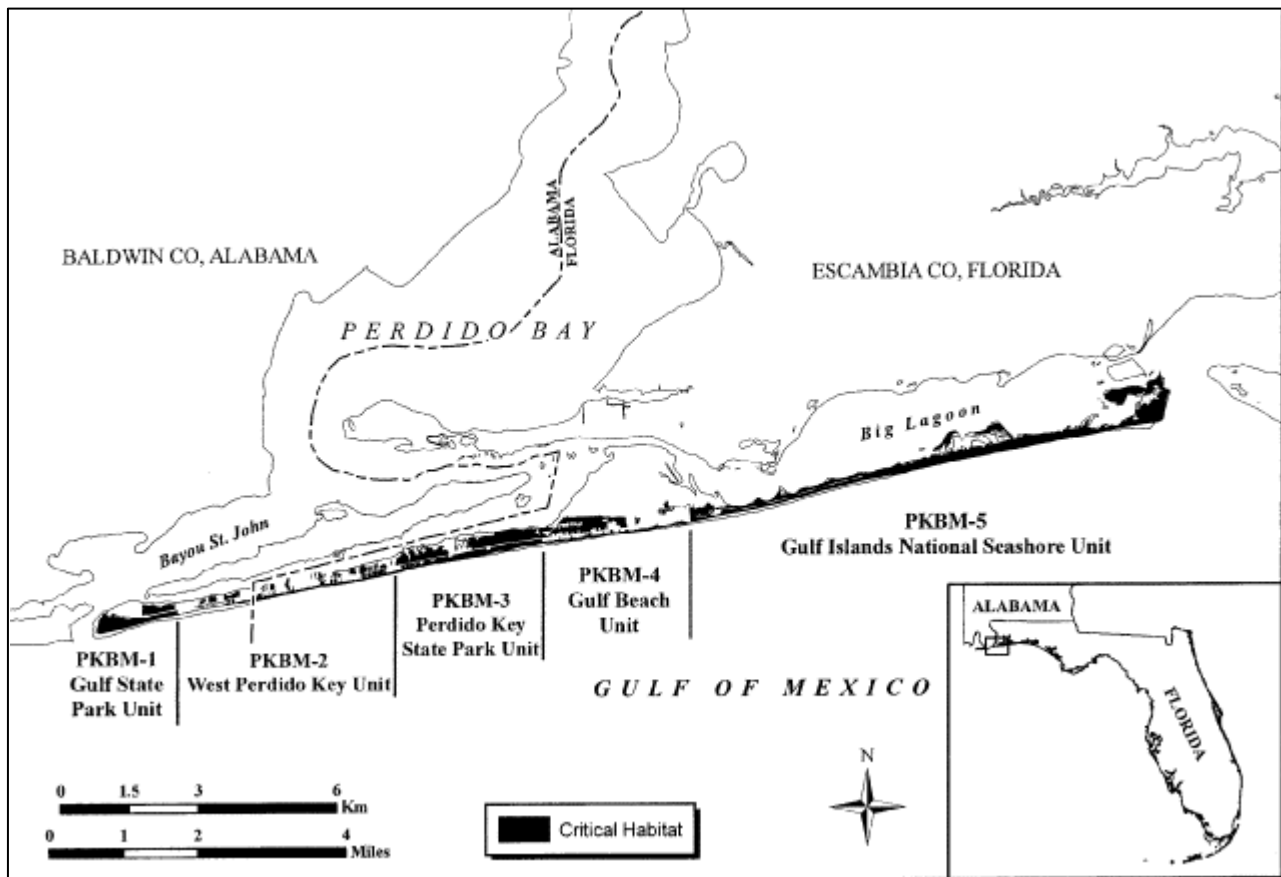 ALABAMA
FLORIDA
BALDWIN CO, ALABAMA
ESCAMBIA CO, FLORIDA
PERDIDO BAY
Big Lagoon
Bayou St. John
PKBM-1
Gulf State
Park Unit
PKBM-2
West Perdido Key Unit
PKBM-3
Perdido Key
State Park Unit
PKBM-4
Gulf Beach
Unit
PKBM-5
Gulf Islands National Seashore Unit
GULF OF MEXICO
0 1.5 3 6
Km
0 1 2 4
Miles
Critical Habitat
N
ALABAMA
FLORIDA